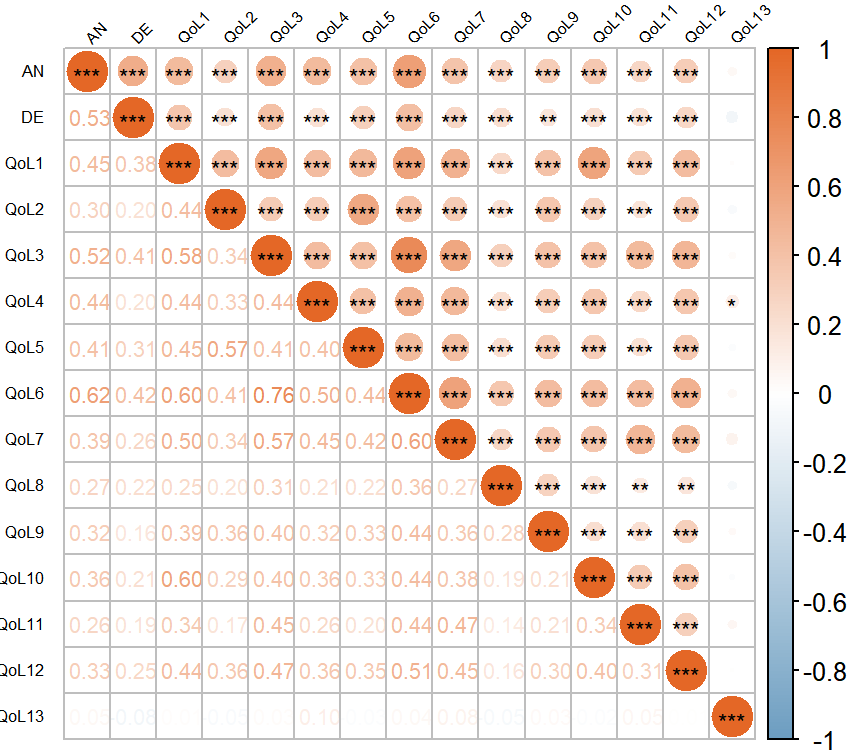 AN DE QoL1 QoL2 QoL3 QoL4 QoL5 QoL6 QoL7 QoL8 QoL9 QoL10 QoL11 QoL12 QoL13
AN *** *** *** *** *** *** *** *** *** *** *** *** *** *** 1
DE 0.53 *** *** *** *** *** *** *** *** *** ** *** *** *** 0.8
QoL1 0.45 0.38 *** *** *** *** *** *** *** *** *** *** *** ***
QoL2 0.30 0.20 0.44 *** *** *** *** *** *** *** *** *** *** *** 0.6
QoL3 0.52 0.41 0.58 0.34 *** *** *** *** *** *** *** *** *** *** 0.4
QoL4 0.44 0.20 0.44 0.33 0.44 *** *** *** *** *** *** *** *** *** * 0.2
QoL5 0.41 0.31 0.45 0.57 0.41 0.40 *** *** *** *** *** *** *** ***
QoL6 0.62 0.42 0.60 0.41 0.76 0.50 0.44 *** *** *** *** *** *** *** 0
QoL7 0.39 0.26 0.50 0.34 0.57 0.45 0.42 0.60 *** *** *** *** *** *** -0.2
QoL8 0.27 0.22 0.25 0.20 0.31 0.21 0.22 0.36 0.27 *** *** *** ** **
QoL9 0.32 0.16 0.39 0.36 0.40 0.32 0.33 0.44 0.36 0.28 *** *** *** *** -0.4
QoL10 0.36 0.21 0.60 0.29 0.40 0.36 0.33 0.44 0.38 0.19 0.21 *** *** *** -0.6
QoL11 0.26 0.19 0.34 0.17 0.45 0.26 0.20 0.44 0.47 0.14 0.21 0.34 *** ***
QoL12 0.33 0.25 0.44 0.36 0.47 0.36 0.35 0.51 0.45 0.16 0.30 0.40 0.31 *** -0.8
QoL13 0.05 -0.08 0.10 0.04 0.08 0.05 *** -1